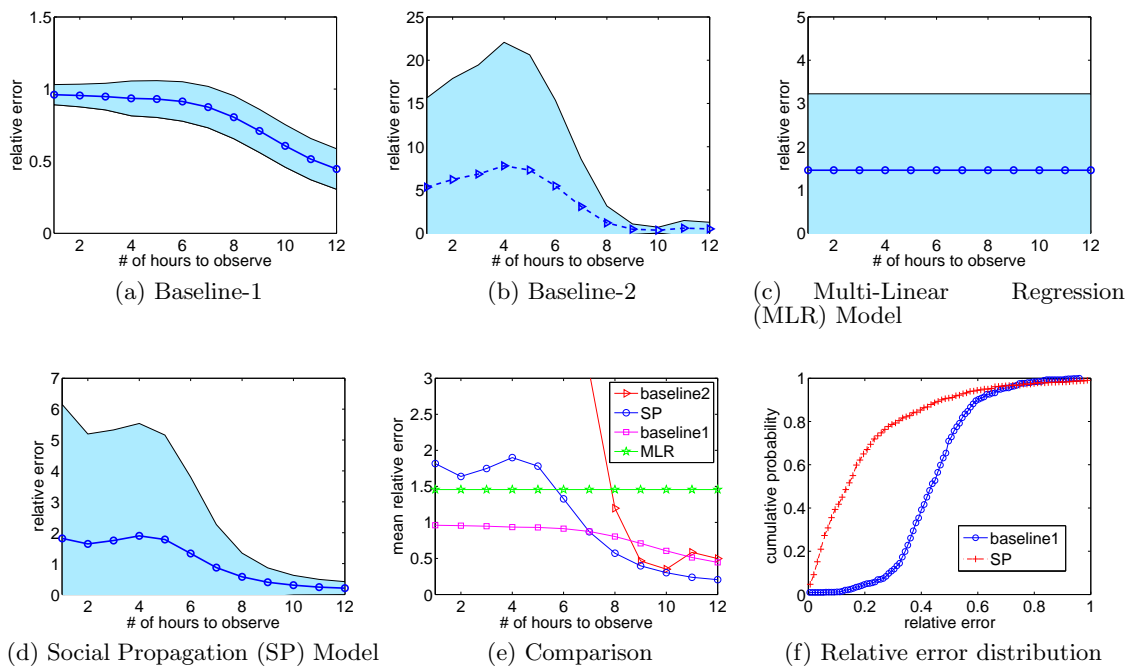 1.5
1
0.5
0
relative error
2 4 6 8 10 12
# of hours to observe
(a) Baseline-1
25
20
15
10
5
0
relative error
2 4 6 8 10 12
# of hours to observe
(b) Baseline-2
5
4
3
2
1
0
relative error
2 4 6 8 10 12
# of hours to observe
(c) Multi-Linear Regression
(MLR) Model
7
6
5
4
3
2
1
0
relative error
2 4 6 8 10 12
# of hours to observe
(d) Social Propagation (SP) Model
3
2.5
2
1.5
1
0.5
0
mean relative error
baseline2
SP
baseline1
MLR
2 4 6 8 10 12
# of hours to observe
(e) Comparison
1
0.8
0.6
0.4
0.2
0
cumulative probability
baseline1
SP
0 0.2 0.4 0.6 0.8 1
relative error
(f) Relative error distribution